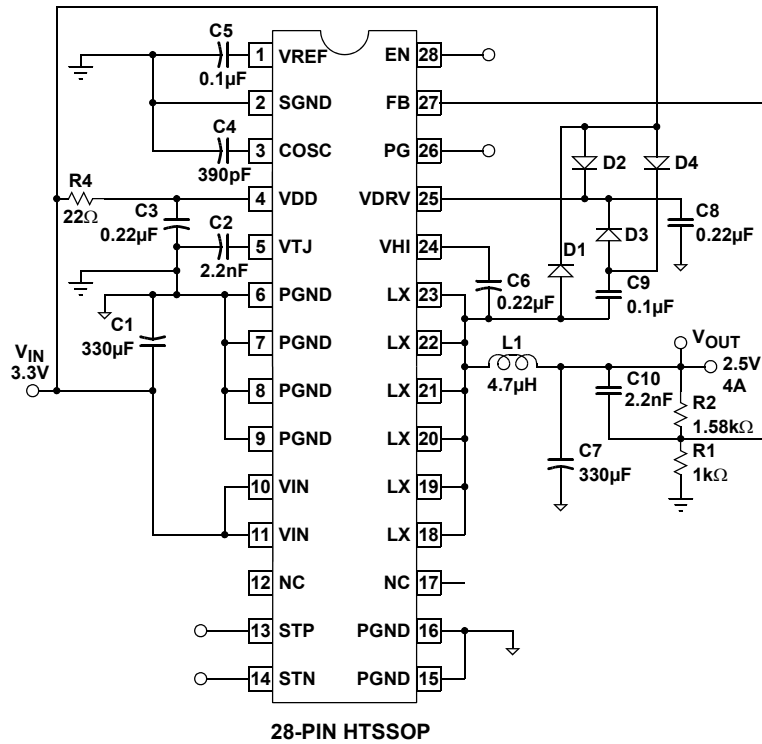 C5
0.1µF
1 VREF
EN 28
2 SGND
FB 27
C4
390pF
3 COSC
PG 26
D2
D4
R4
22Ω
C3
0.22µF
4 VDD
VDRV 25
C8
0.22µF
C2
2.2nF
5 VTJ
VHI 24
D1
D3
C6
0.22µF
C9
0.1µF
6 PGND
LX 23
C1
330µF
7 PGND
LX 22
VIN
3.3V
L1
4.7µH
VOUT
2.5V
4A
8 PGND
LX 21
C10
2.2nF
R2
1.58kΩ
9 PGND
LX 20
C7
330µF
R1
1kΩ
10 VIN
LX 19
11 VIN
LX 18
12 NC
NC 17
13 STP
PGND 16
14 STN
PGND 15
28-PIN HTSSOP